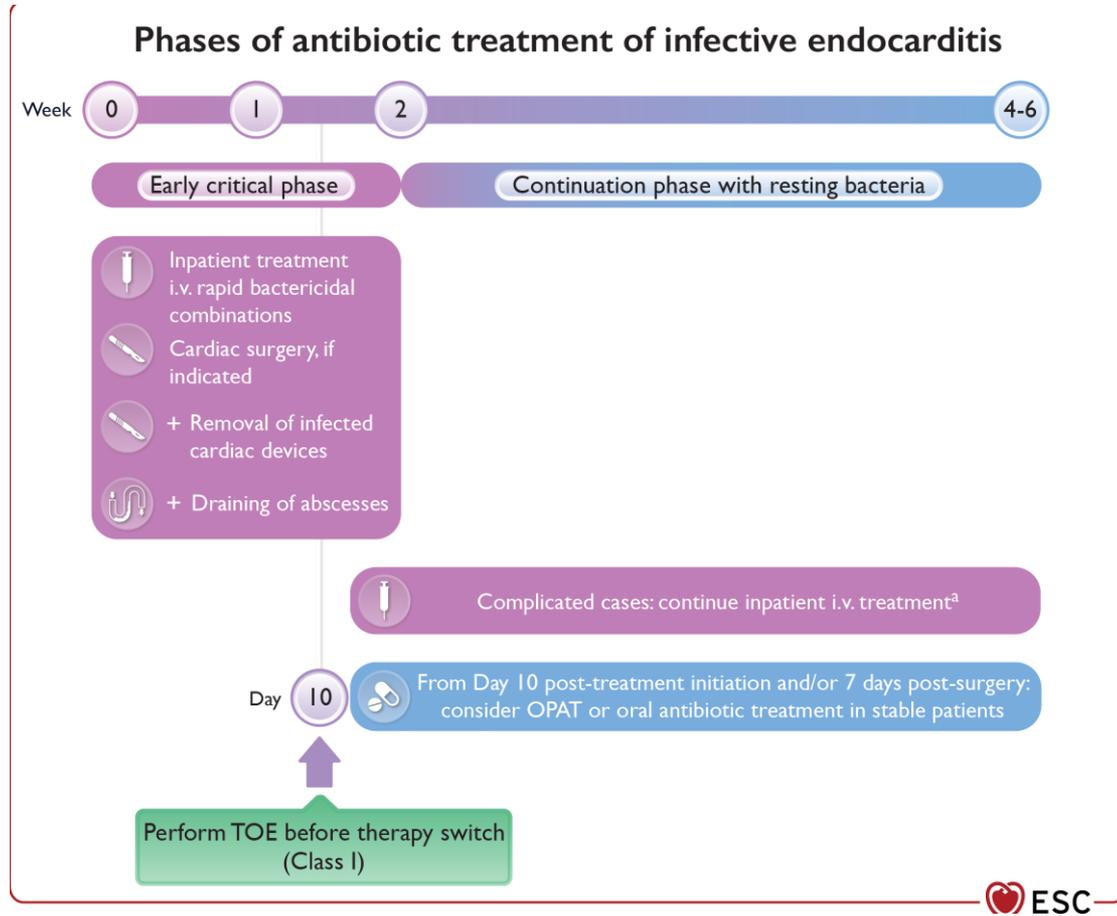 Phases of antibiotic treatment of infective endocarditis
Week 0 1 2 4-6
Early critical phase
Continuation phase with resting bacteria
Inpatient treatment
i.v. rapid bactericidal
combinations
Cardiac surgery, if
indicated
+ Removal of infected
cardiac devices
+ Draining of abscesses
Complicated cases: continue inpatient i.v. treatmentᵃ
Day 10
From Day 10 post-treatment initiation and/or 7 days post-surgery:
consider OPAT or oral antibiotic treatment in stable patients
Perform TOE before therapy switch
(Class I)
ESC